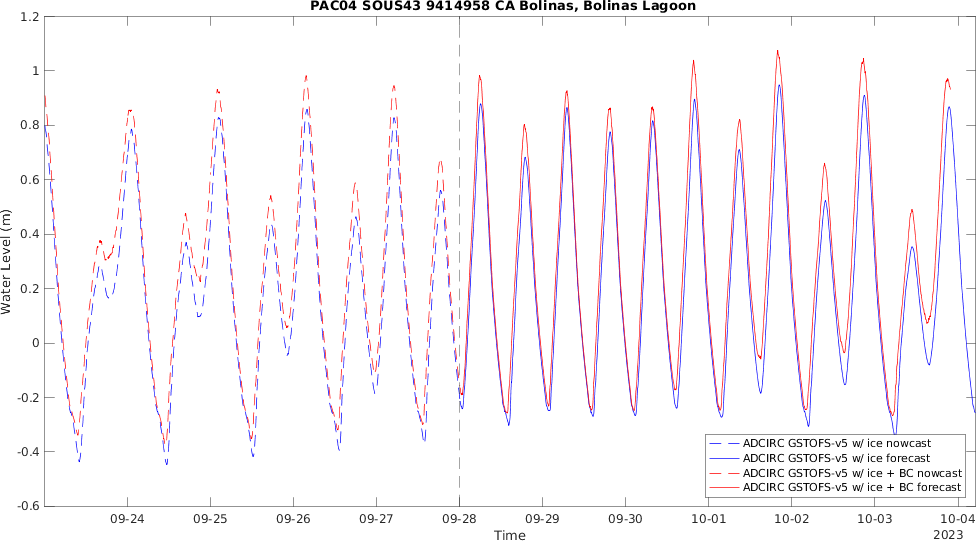 PAC04 SOUS43 9414958 CA Bolinas, Bolinas Lagoon
1.2
1
0.8
0.6
0.4
0.2
0
-0.2
-0.4
-0.6
Water Level (m)
09-24 09-25 09-26 09-27 09-28 09-29 09-30 10-01 10-02 10-03 10-04
2023
Time
ADCIRC GSTOFS-v5 w/ ice nowcast
ADCIRC GSTOFS-v5 w/ ice forecast
ADCIRC GSTOFS-v5 w/ ice + BC nowcast
ADCIRC GSTOFS-v5 w/ ice + BC forecast